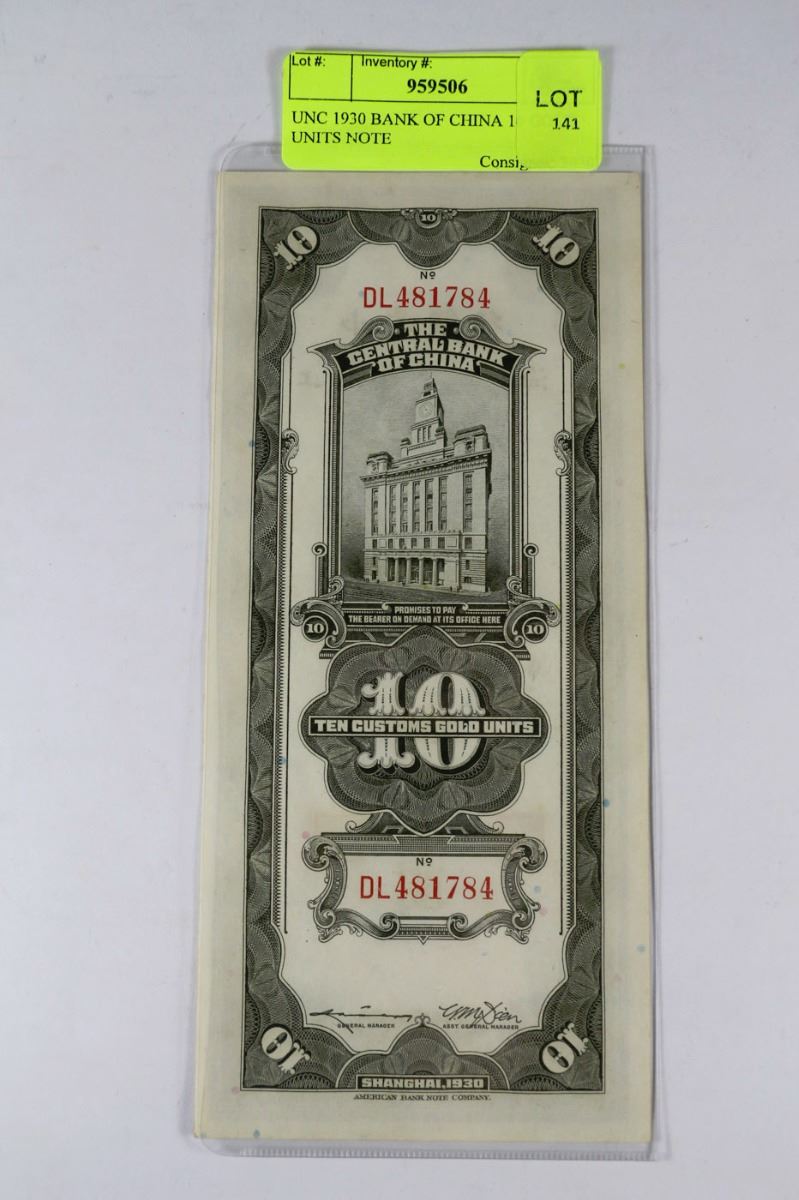 Lot #: Inventory #:
959506
LOT
141
UNC 1930 BANK OF CHINA
UNITS NOTE
10 10 10
Nº
DL481784
THE
CENTRAL BANK
OF CHINA
PROMISES TO PAY
THE BEARER ON DEMAND AT ITS OFFICE HERE
10 10
10
TEN CUSTOMS GOLD UNITS
Nº
DL481784
GENERAL MANAGER ASST. GENERAL MANAGER
10 10
SHANGHAI, 1930
AMERICAN BANK NOTE COMPANY.